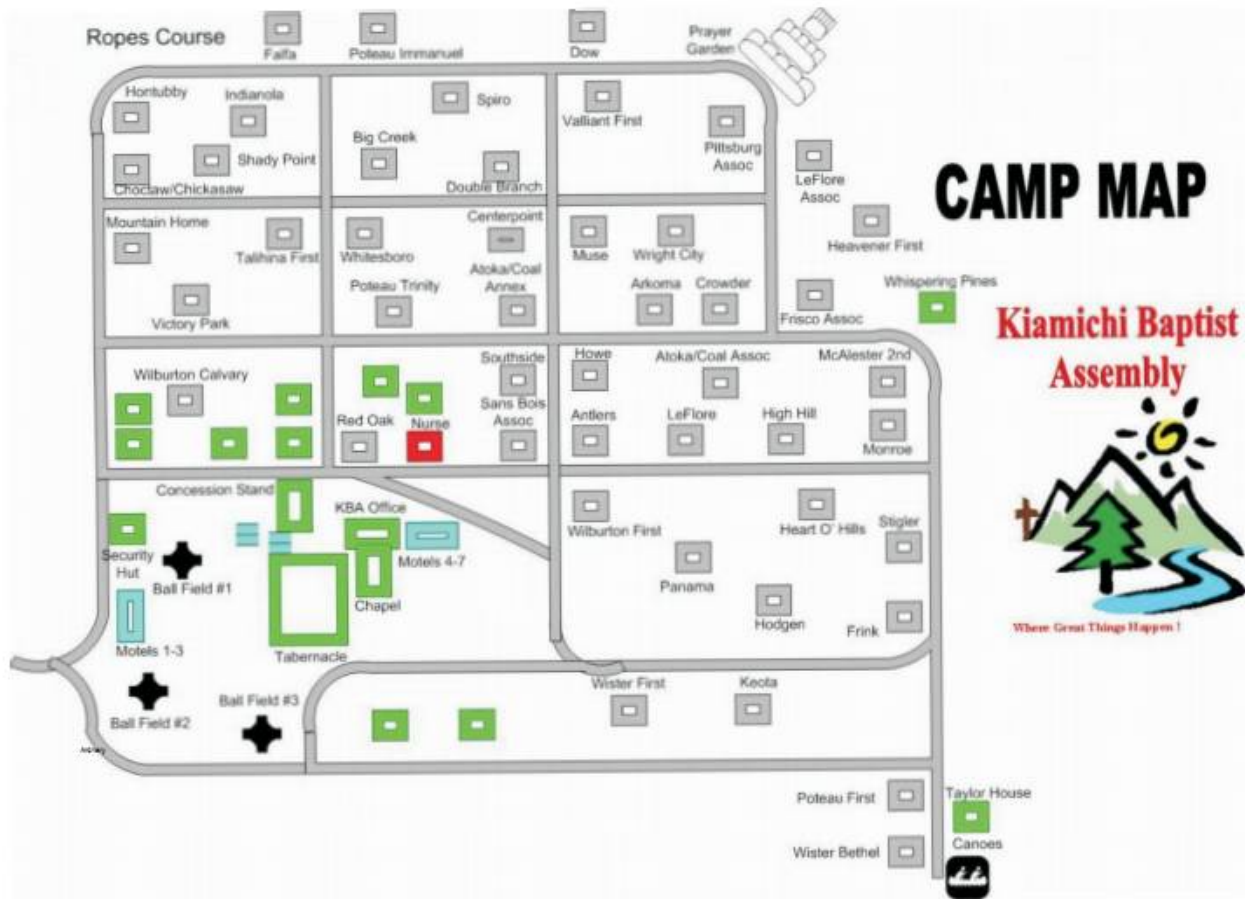 Ropes Course
Falfa
Poteau Immanuel
Dow
Prayer
Garden
Hontubby
Indianola
Spiro
Valliant First
Big Creek
Shady Point
Pittsburg
Assoc
Choctaw/Chickasaw
Double Branch
LeFlore
Assoc
CAMP MAP
Mountain Home
Centerpoint
Talihina First
Whitesboro
Muse
Wright City
Heavener First
Atoka/Coal
Annex
Poteau Trinity
Arkoma
Crowder
Whispering Pines
Victory Park
Frisco Assoc
Kiamichi Baptist
Assembly
Southside
Howe
Atoka/Coal Assoc
McAlester 2nd
Wilburton Calvary
Sans Bois
Assoc
Red Oak
Nurse
Antlers
LeFlore
High Hill
Monroe
Concession Stand
KBA Office
Wilburton First
Heart O' Hills
Stigler
Security
Hut
Motels 4-7
Ball Field #1
Panama
Chapel
Hodgen
Frink
Where Great Things Happen !
Motels 1-3
Tabernacle
Wister First
Keota
Ball Field #3
Ball Field #2
Poteau First
Taylor House
Wister Bethel
Canoes